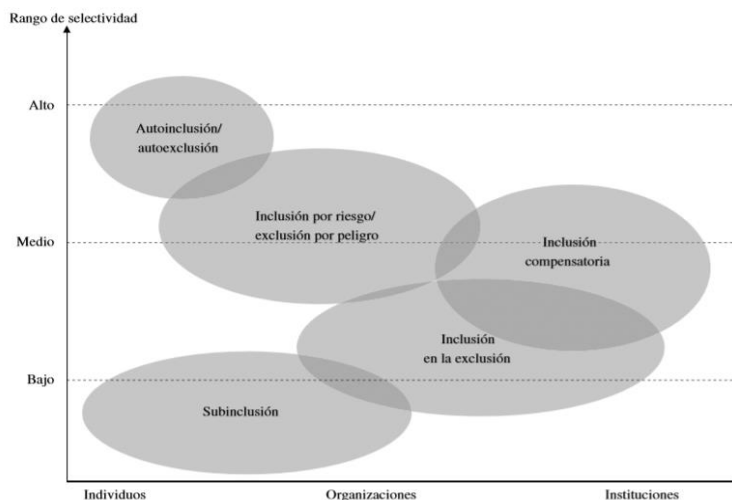 Rango de selectividad
Alto
Autoinclusión/
autoexclusión
Inclusión por riesgo/
exclusión por peligro
Medio
Inclusión
compensatoria
Inclusión
en la exclusión
Bajo
Subinclusión
Individuos
Organizaciones
Instituciones